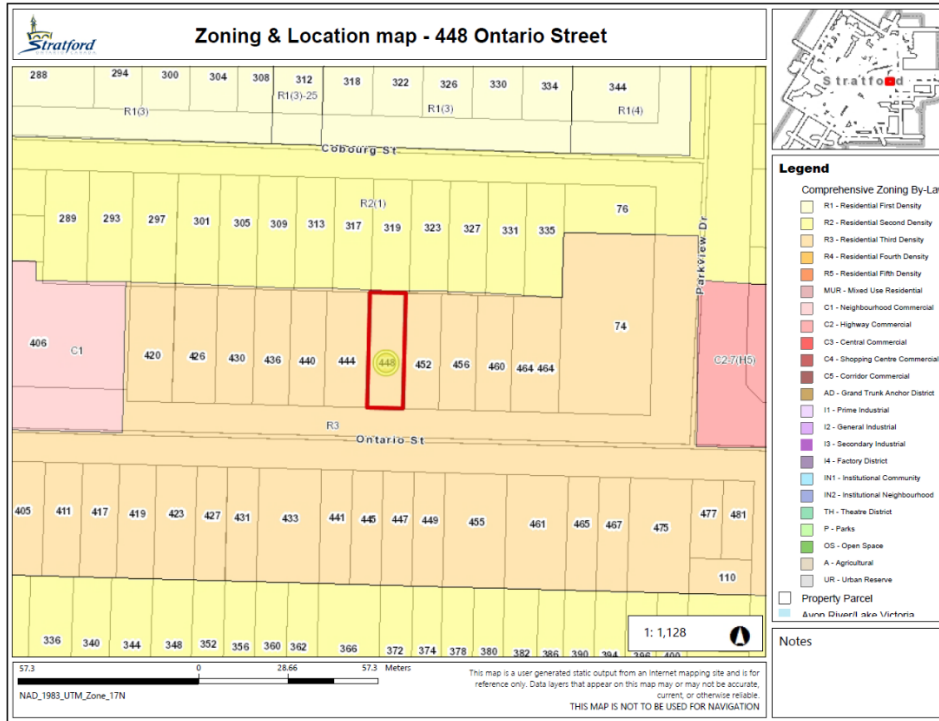 Stratford
Zoning & Location map - 448 Ontario Street
Stratford
288 294 300 304 308 312 318 322 326 330 334 344
R1(3) R1(3)-25 R1(3) R1(4)
Cobourg St
R2(1)
289 293 297 301 305 309 313 317 319 323 327 331 335 76
Parkview Dr
406 C1 420 426 430 436 440 444 448 452 456 460 464 464 74 C2-7(H5)
R3
Ontario St
405 411 417 419 423 427 431 433 441 445 447 449 455 461 465 467 475 477 481
110
336 340 344 348 352 356 360 362 366 372 374 378 380 382 386 390 394 396 400
1: 1,128
Legend
Comprehensive Zoning By-Law
R1 - Residential First Density
R2 - Residential Second Density
R3 - Residential Third Density
R4 - Residential Fourth Density
R5 - Residential Fifth Density
MUR - Mixed Use Residential
C1 - Neighbourhood Commercial
C2 - Highway Commercial
C3 - Central Commercial
C4 - Shopping Centre Commercial
C5 - Corridor Commercial
AD - Grand Trunk Anchor District
I1 - Prime Industrial
I2 - General Industrial
I3 - Secondary Industrial
I4 - Factory District
IN1 - Institutional Community
IN2 - Institutional Neighbourhood
TH - Theatre District
P - Parks
OS - Open Space
A - Agricultural
UR - Urban Reserve
Property Parcel
Avon River/Lake Victoria
Notes
57.3 0 28.66 57.3 Meters
NAD_1983_UTM_Zone_17N
This map is a user generated static output from an Internet mapping site and is for
reference only. Data layers that appear on this map may or may not be accurate,
current, or otherwise reliable.
THIS MAP IS NOT TO BE USED FOR NAVIGATION